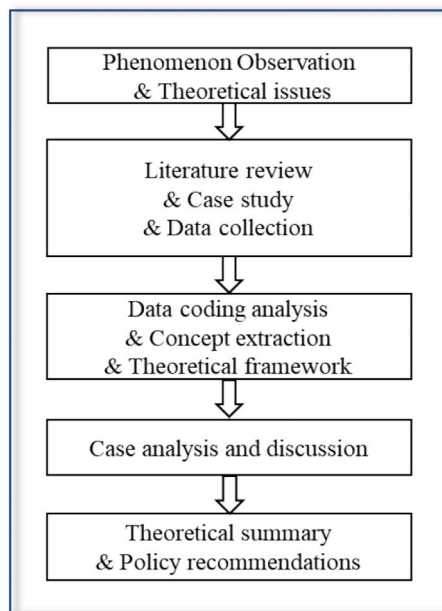 Phenomenon Observation
& Theoretical issues
Literature review
& Case study
& Data collection
Data coding analysis
& Concept extraction
& Theoretical framework
Case analysis and discussion
Theoretical summary
& Policy recommendations